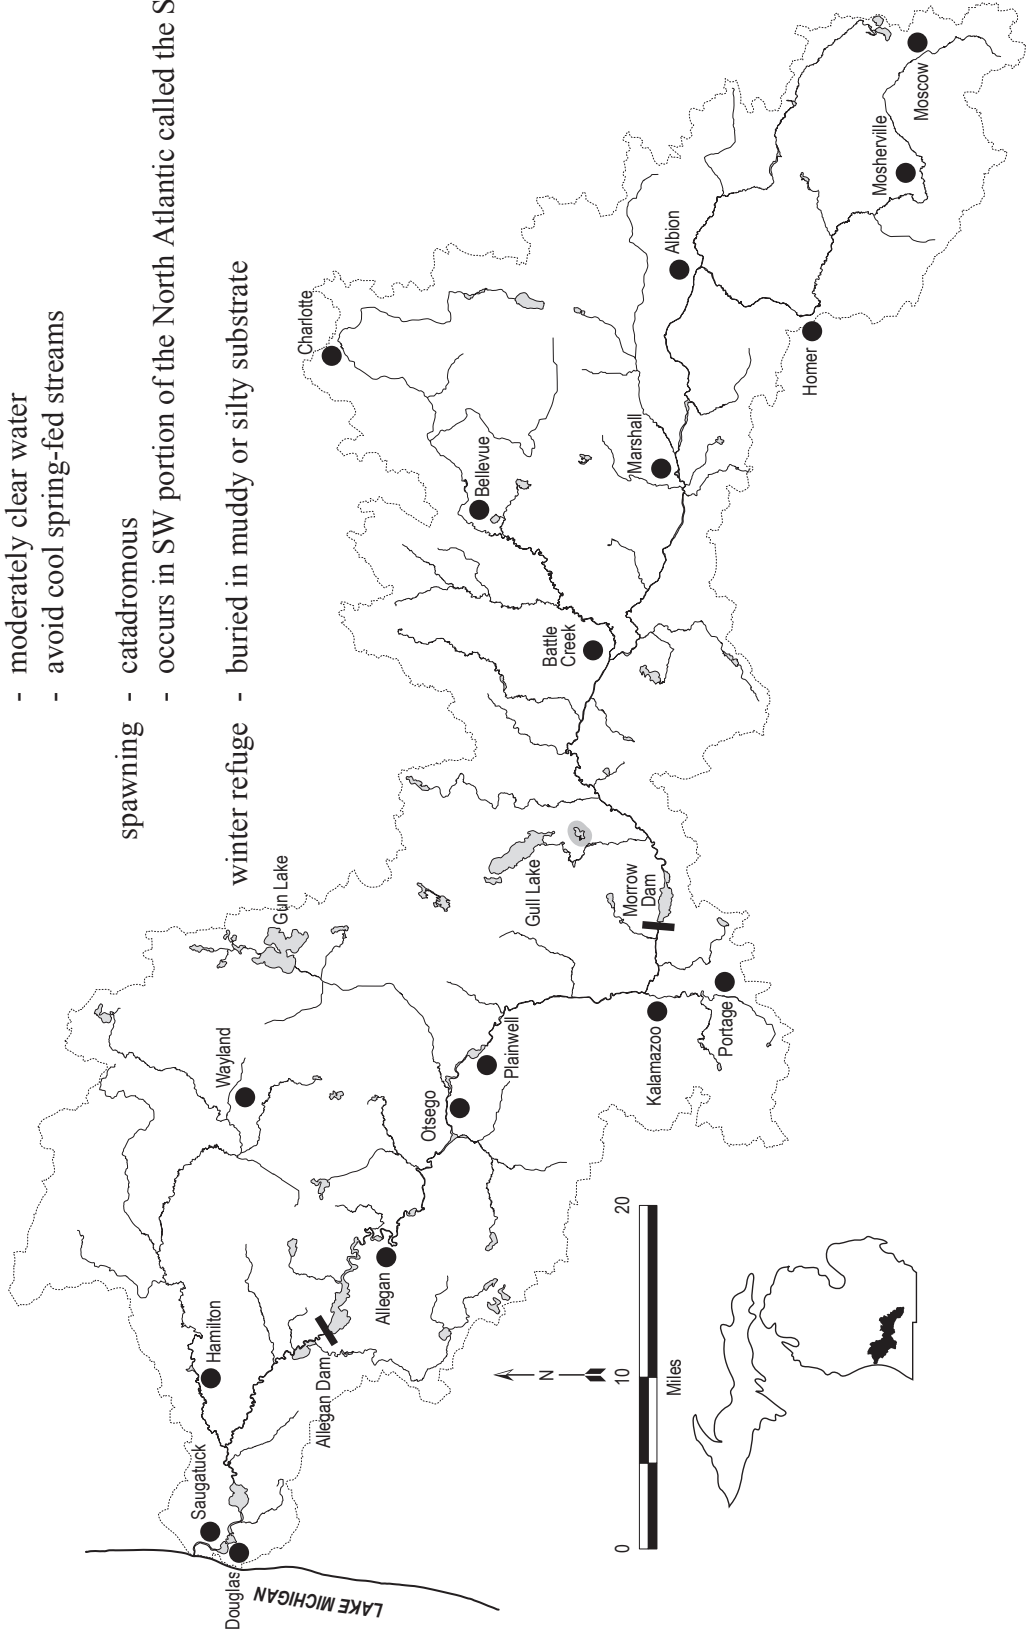 - moderately clear water
- avoid cool spring-fed streams
spawning - catadromous
- occurs in SW portion of the North Atlantic called the S
winter refuge - buried in muddy or silty substrate
Charlotte
Gun Lake
Wayland
Hamilton
Saugatuck
Douglas
LAKE MICHIGAN
Allegan Dam
Allegan
Otsego
Plainwell
Gull Lake
Morrow
Dam
Kalamazoo
Portage
Battle
Creek
Bellevue
Marshall
Albion
Homer
Mosherville
Moscow
N
0 10 20
Miles